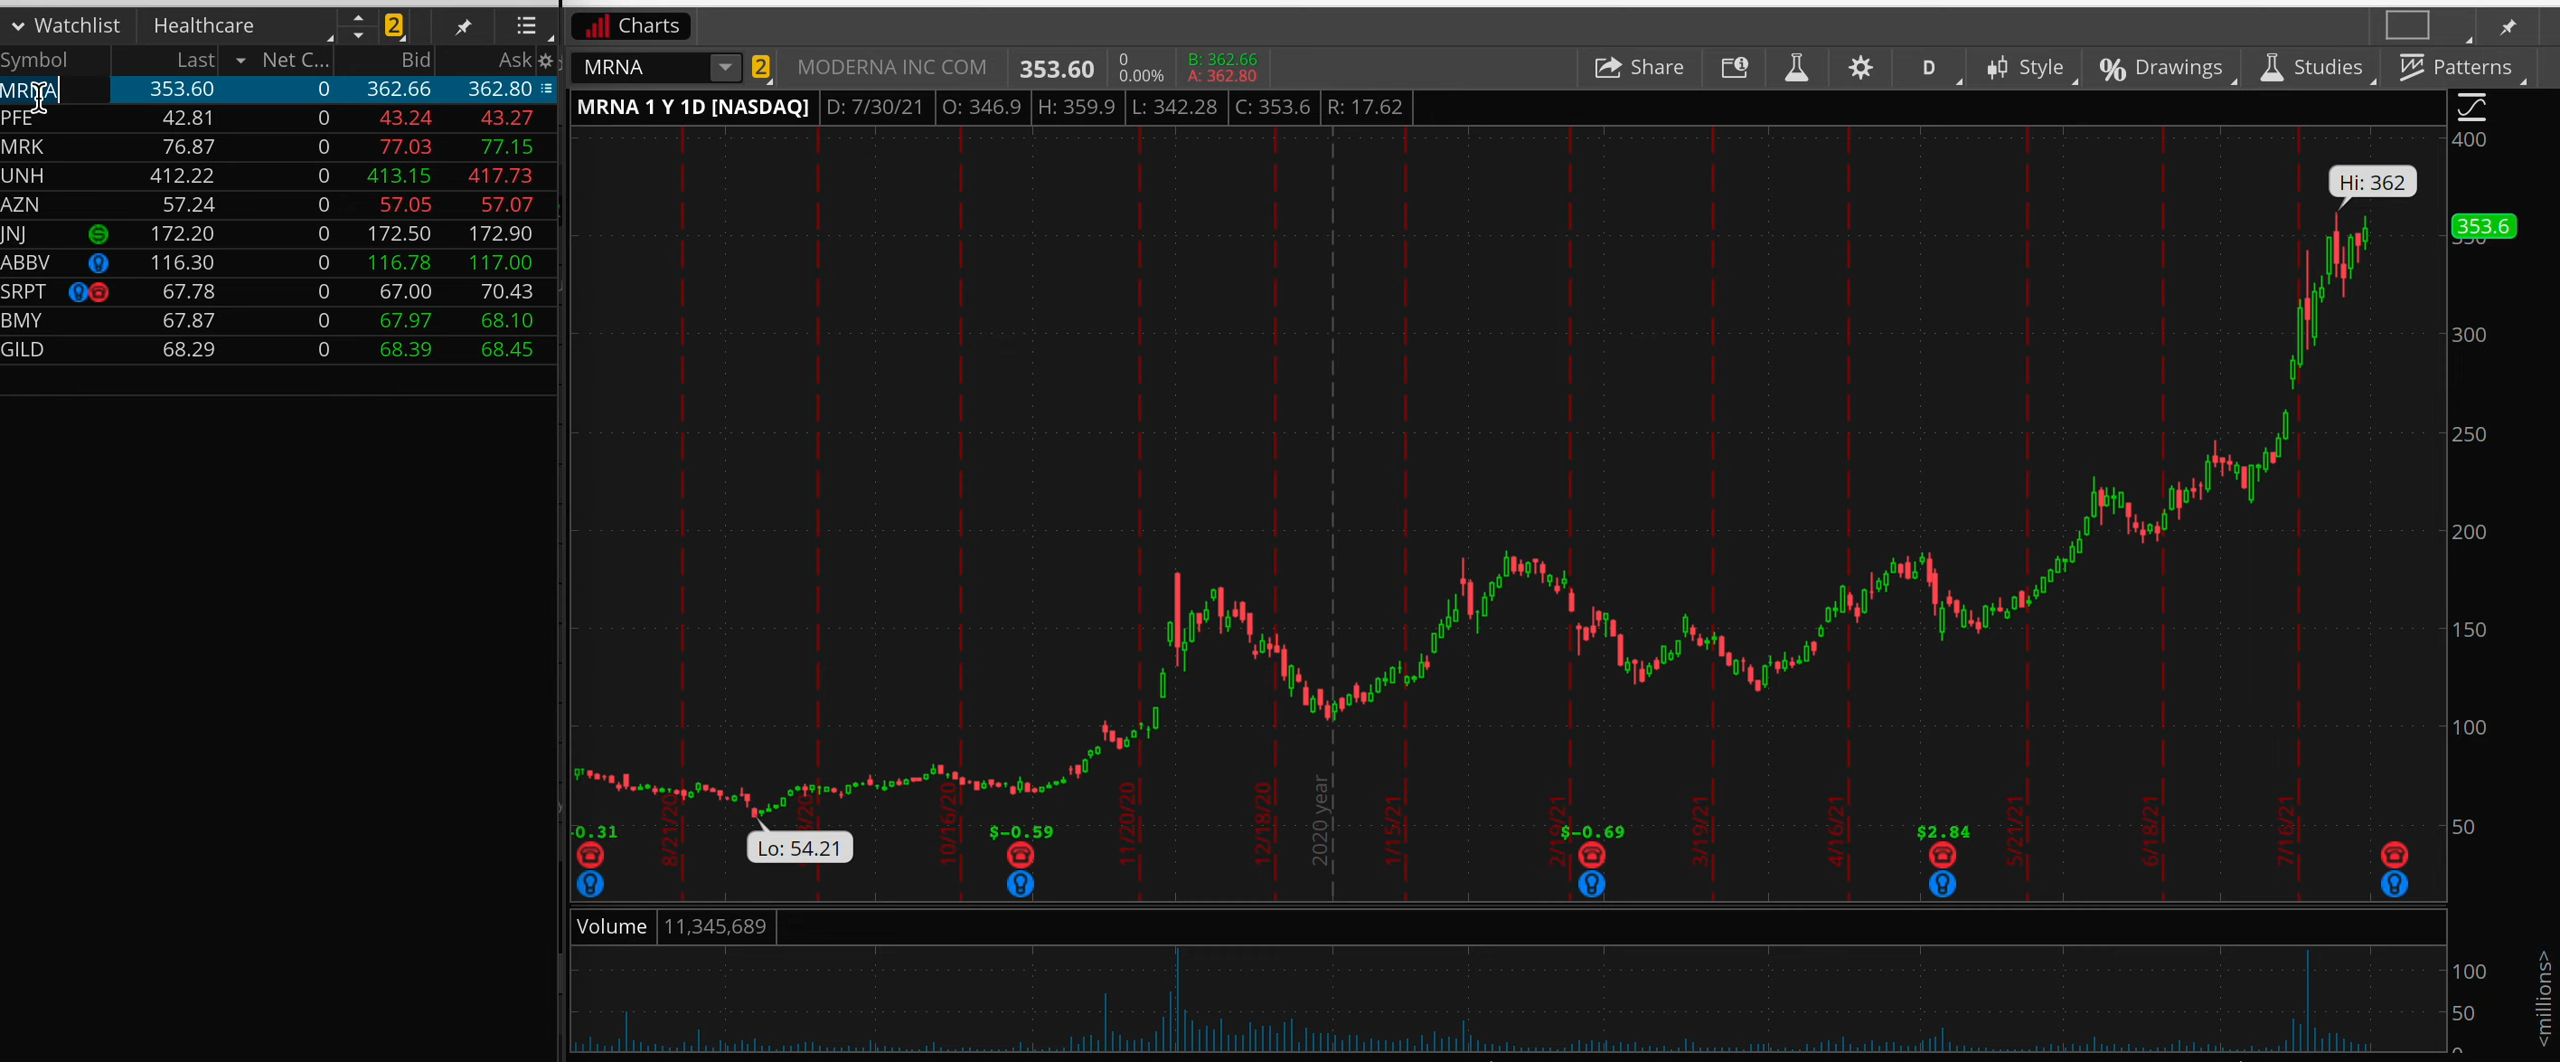 Watchlist Healthcare 2
Symbol Last Net C... Bid Ask
MRNA 353.60 0 362.66 362.80
PFE 42.81 0 43.24 43.27
MRK 76.87 0 77.03 77.15
UNH 412.22 0 413.15 417.73
AZN 57.24 0 57.05 57.07
JNJ 172.20 0 172.50 172.90
ABBV 116.30 0 116.78 117.00
SRPT 67.78 0 67.00 70.43
BMY 67.87 0 67.97 68.10
GILD 68.29 0 68.39 68.45
Charts
MRNA 2 MODERNA INC COM 353.60 0 0.00% B: 362.66 A: 362.80 Share D Style Drawings Studies Patterns
MRNA 1 Y 1D [NASDAQ] D: 7/30/21 O: 346.9 H: 359.9 L: 342.28 C: 353.6 R: 17.62
400
Hi: 362
353.6
300
250
200
150
100
50
8/21/20
10/16/20
11/20/20
12/18/20
2020 year
1/15/21
2/19/21
3/19/21
4/16/21
5/21/21
6/18/21
7/16/21
-0.31 $-0.59 $-0.69 $2.84
Lo: 54.21
Volume 11,345,689
100
50
0
<millions>